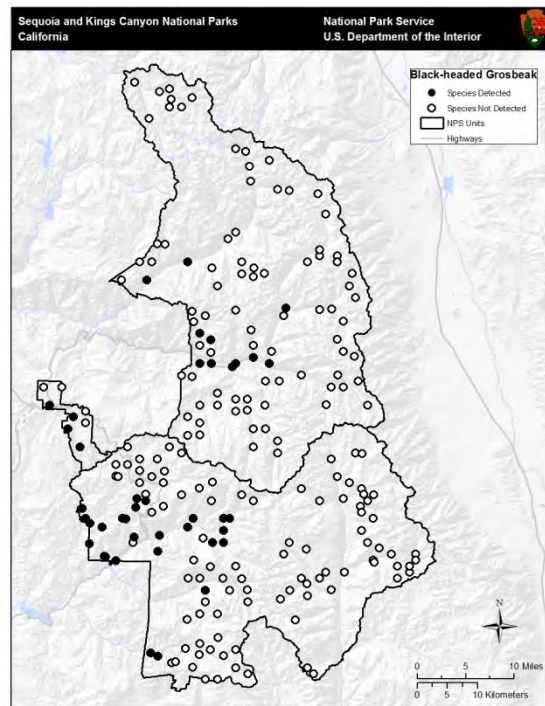 Sequoia and Kings Canyon National Parks
California
National Park Service
U.S. Department of the Interior
Black-headed Grosbeak
Species Detected
Species Not Detected
NPS Units
Highways
N
0 5 10 Miles
0 5 10 Kilometers